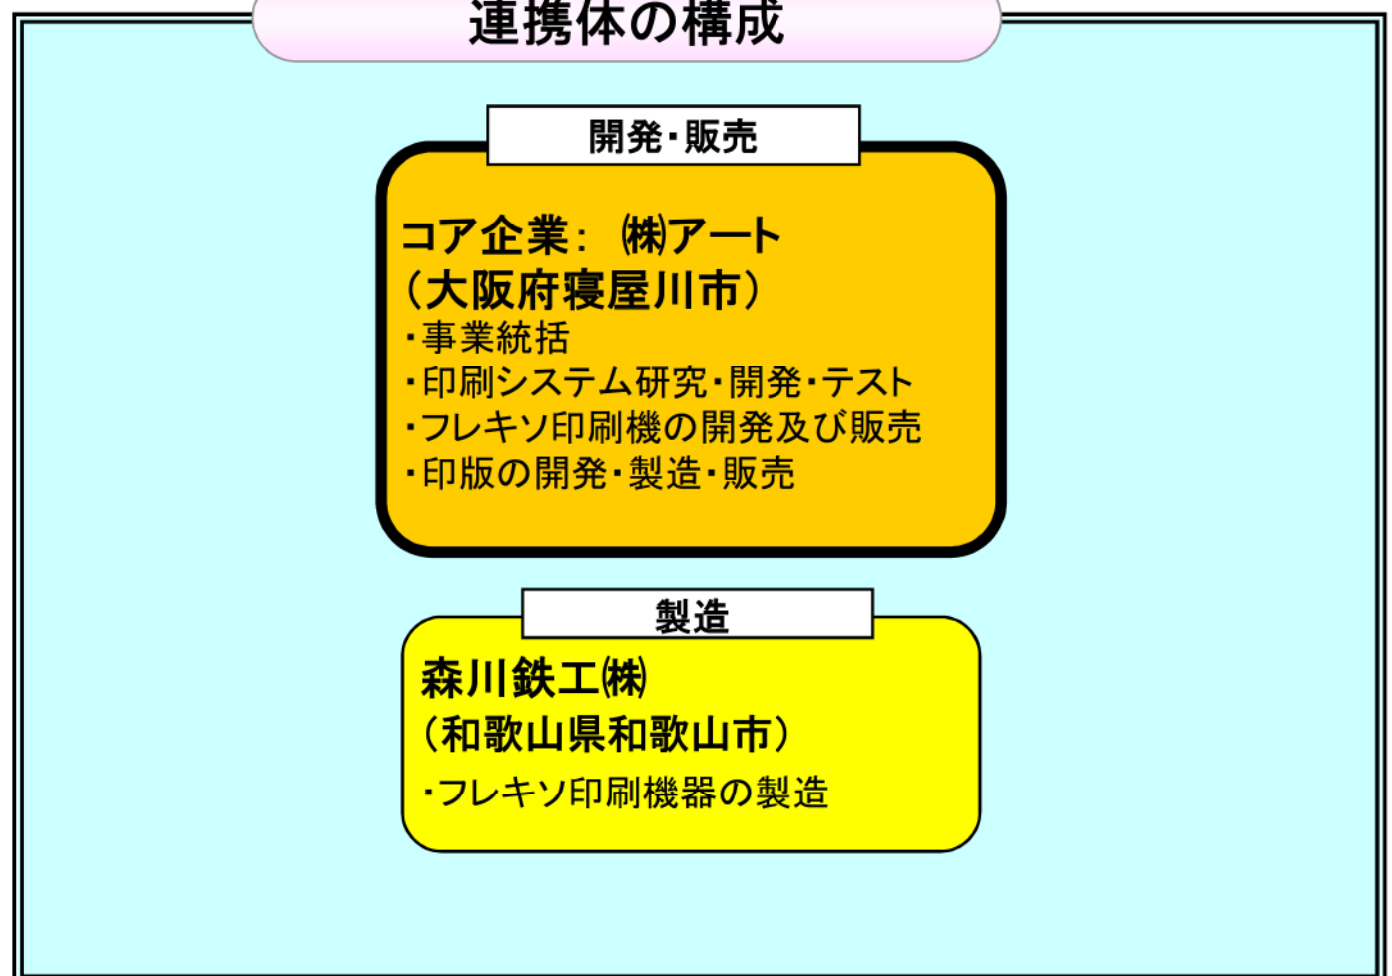 連携体の構成
開発・販売
コア企業： ㈱アート
（大阪府寝屋川市）
・事業統括
・印刷システム研究・開発・テスト
・フレキソ印刷機の開発及び販売
・印版の開発・製造・販売
製造
森川鉄工㈱
（和歌山県和歌山市）
・フレキソ印刷機器の製造